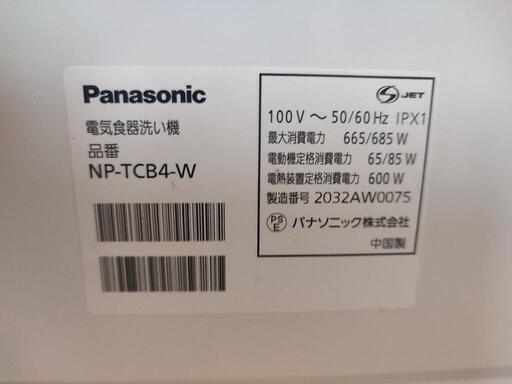 Panasonic
電気食器洗い機
品番
NP-TCB4-W
S JET
100V～50/60Hz IPX1
最大消費電力 665/685W
電動機定格消費電力 65/85W
電熱装置定格消費電力 600W
製造番号 2032AW0075
PSE パナソニック株式会社
中国製